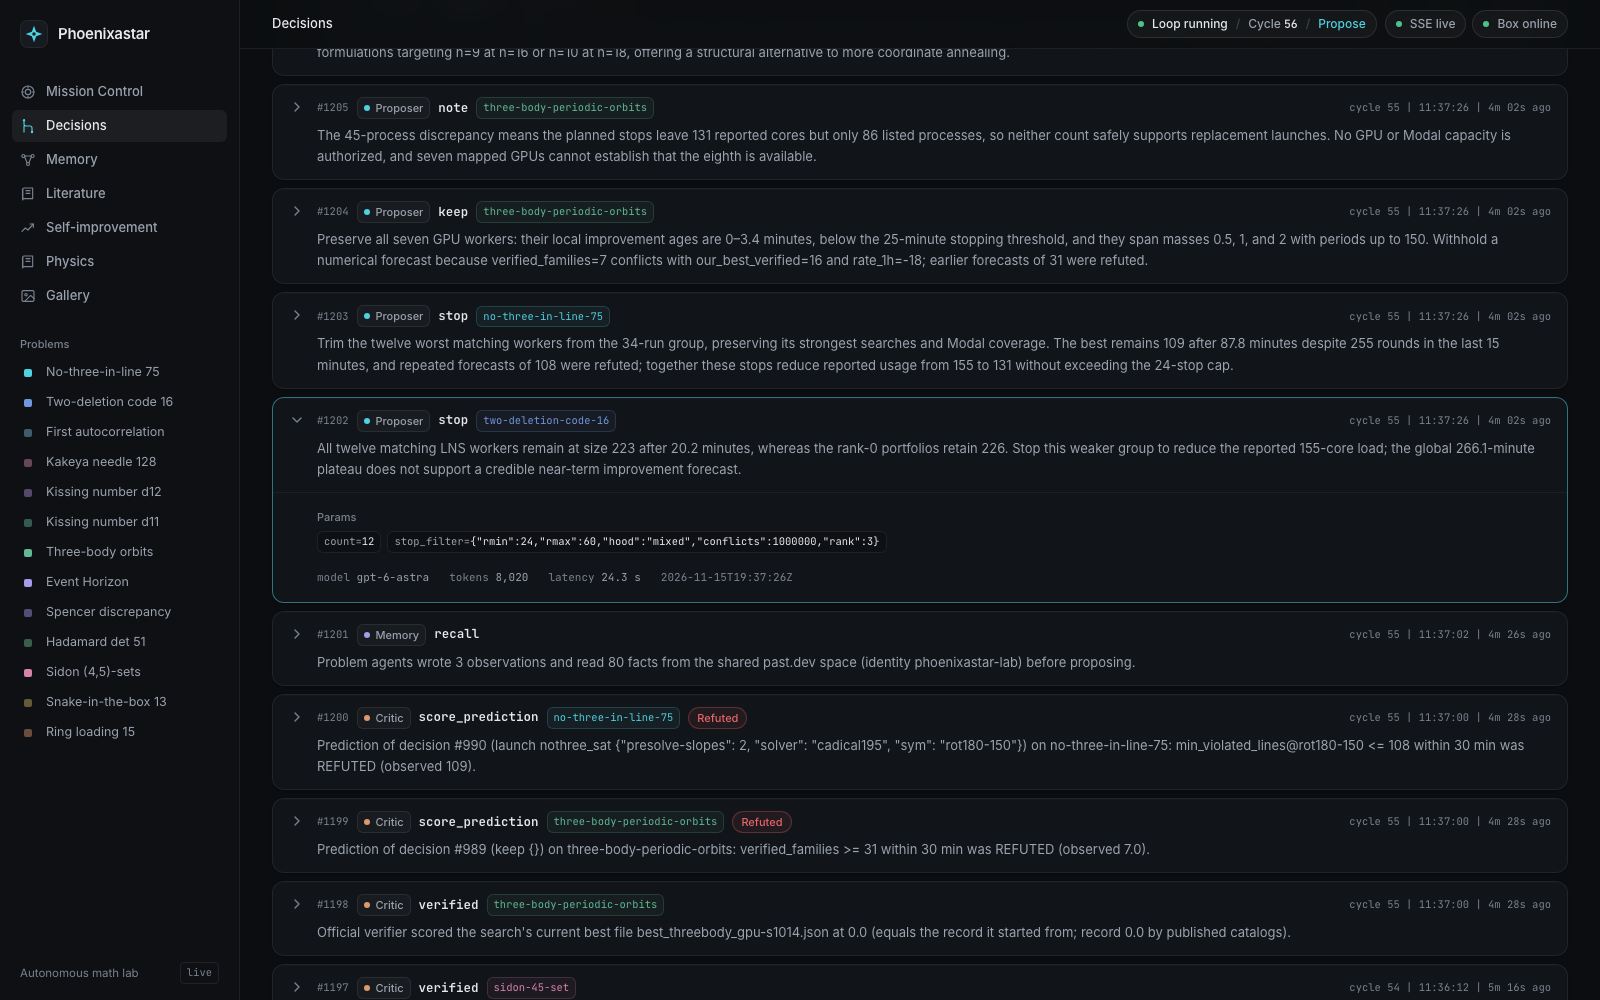 Phoenixastar
Mission Control
Decisions
Memory
Literature
Self-improvement
Physics
Gallery
Problems
No-three-in-line 75
Two-deletion code 16
First autocorrelation
Kakeya needle 128
Kissing number d12
Kissing number d11
Three-body orbits
Event Horizon
Spencer discrepancy
Hadamard det 51
Sidon (4,5)-sets
Snake-in-the-box 13
Ring loading 15
Autonomous math lab live
Decisions
Loop running / Cycle 56 / Propose SSE live Box online
formulations targeting n=9 at n=16 or n=10 at n=18, offering a structural alternative to more coordinate annealing.
#1205 Proposer note three-body-periodic-orbits cycle 55 | 11:37:26 | 4m 02s ago
The 45-process discrepancy means the planned stops leave 131 reported cores but only 86 listed processes, so neither count safely supports replacement launches. No GPU or Modal capacity is
authorized, and seven mapped GPUs cannot establish that the eighth is available.
#1204 Proposer keep three-body-periodic-orbits cycle 55 | 11:37:26 | 4m 02s ago
Preserve all seven GPU workers: their local improvement ages are 0–3.4 minutes, below the 25-minute stopping threshold, and they span masses 0.5, 1, and 2 with periods up to 150. Withhold a
numerical forecast because verified_families=7 conflicts with our_best_verified=16 and rate_1h=-18; earlier forecasts of 31 were refuted.
#1203 Proposer stop no-three-in-line-75 cycle 55 | 11:37:26 | 4m 02s ago
Trim the twelve worst matching workers from the 34-run group, preserving its strongest searches and Modal coverage. The best remains 109 after 87.8 minutes despite 255 rounds in the last 15
minutes, and repeated forecasts of 108 were refuted; together these stops reduce reported usage from 155 to 131 without exceeding the 24-stop cap.
#1202 Proposer stop two-deletion-code-16 cycle 55 | 11:37:26 | 4m 02s ago
All twelve matching LNS workers remain at size 223 after 20.2 minutes, whereas the rank-0 portfolios retain 226. Stop this weaker group to reduce the reported 155-core load; the global 266.1-minute
plateau does not support a credible near-term improvement forecast.
Params
count=12 stop_filter={"rmin":24,"rmax":60,"hood":"mixed","conflicts":1000000,"rank":3}
model gpt-6-astra tokens 8,020 latency 24.3 s 2026-11-15T19:37:26Z
#1201 Memory recall cycle 55 | 11:37:02 | 4m 26s ago
Problem agents wrote 3 observations and read 80 facts from the shared past.dev space (identity phoenixastar-lab) before proposing.
#1200 Critic score_prediction no-three-in-line-75 Refuted cycle 55 | 11:37:00 | 4m 28s ago
Prediction of decision #990 (launch nothree_sat {"presolve-slopes": 2, "solver": "cadical195", "sym": "rot180-150"}) on no-three-in-line-75: min_violated_lines@rot180-150 <= 108 within 30 min was
REFUTED (observed 109).
#1199 Critic score_prediction three-body-periodic-orbits Refuted cycle 55 | 11:37:00 | 4m 28s ago
Prediction of decision #989 (keep {}) on three-body-periodic-orbits: verified_families >= 31 within 30 min was REFUTED (observed 7.0).
#1198 Critic verified three-body-periodic-orbits cycle 55 | 11:37:00 | 4m 28s ago
Official verifier scored the search's current best file best_threebody_gpu-s1014.json at 0.0 (equals the record it started from; record 0.0 by published catalogs).
#1197 Critic verified sidon-45-set cycle 54 | 11:36:12 | 5m 16s ago